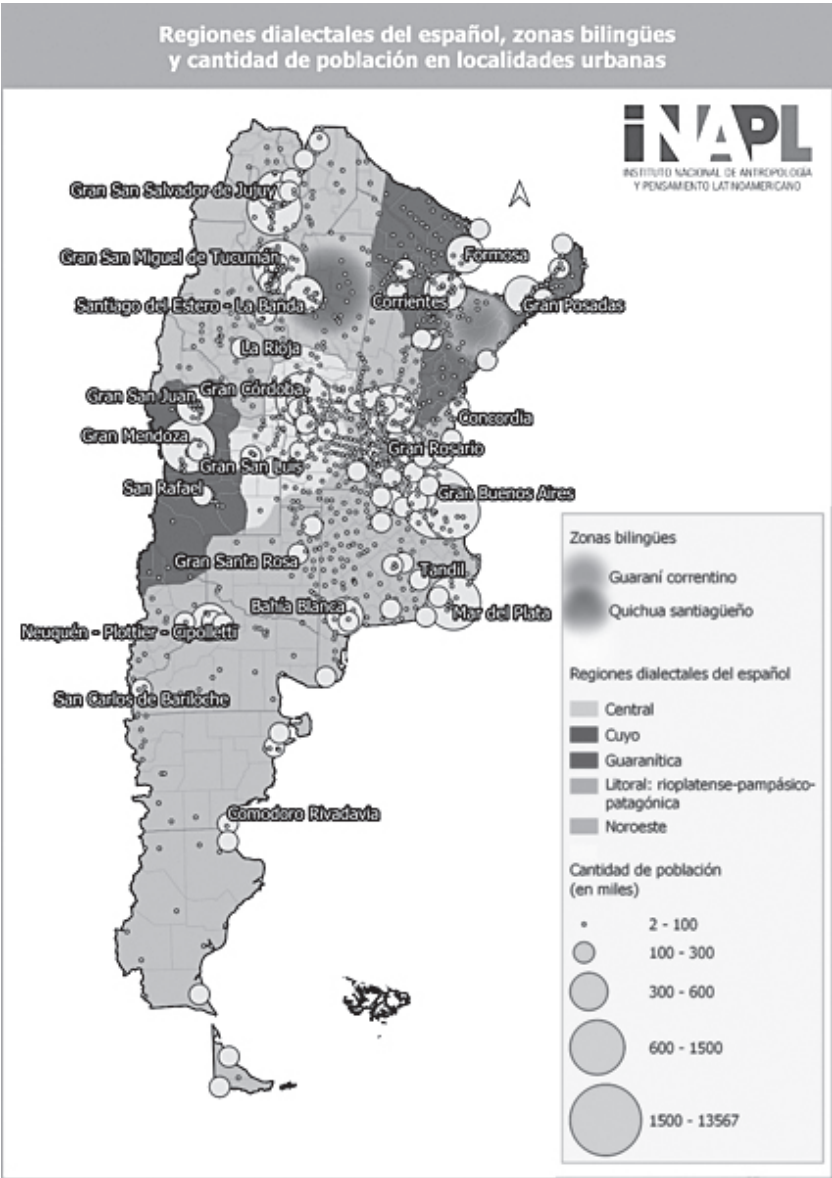 Regiones dialectales del español, zonas bilingües
y cantidad de población en localidades urbanas
iNAPL
INSTITUTO NACIONAL DE ANTROPOLOGÍA
Y PENSAMIENTO LATINOAMERICANO
Gran San Salvador de Jujuy
Gran San Miguel de Tucumán
Formosa
Santiago del Estero - La Banda
Corrientes
Gran Posadas
La Rioja
Gran San Juan
Gran Córdoba
Concordia
Gran Mendoza
Gran Rosario
Gran San Luis
San Rafael
Gran Buenos Aires
Gran Santa Rosa
Tandil
Bahía Blanca
Mar del Plata
Neuquén - Plottier - Cipolletti
San Carlos de Bariloche
Comodoro Rivadavia
Zonas bilingües
Guaraní correntino
Quichua santiagüeño
Regiones dialectales del español
Central
Cuyo
Guaranítica
Litoral: rioplatense-pampásico-
patagónica
Noroeste
Cantidad de población
(en miles)
2 - 100
100 - 300
300 - 600
600 - 1500
1500 - 13567